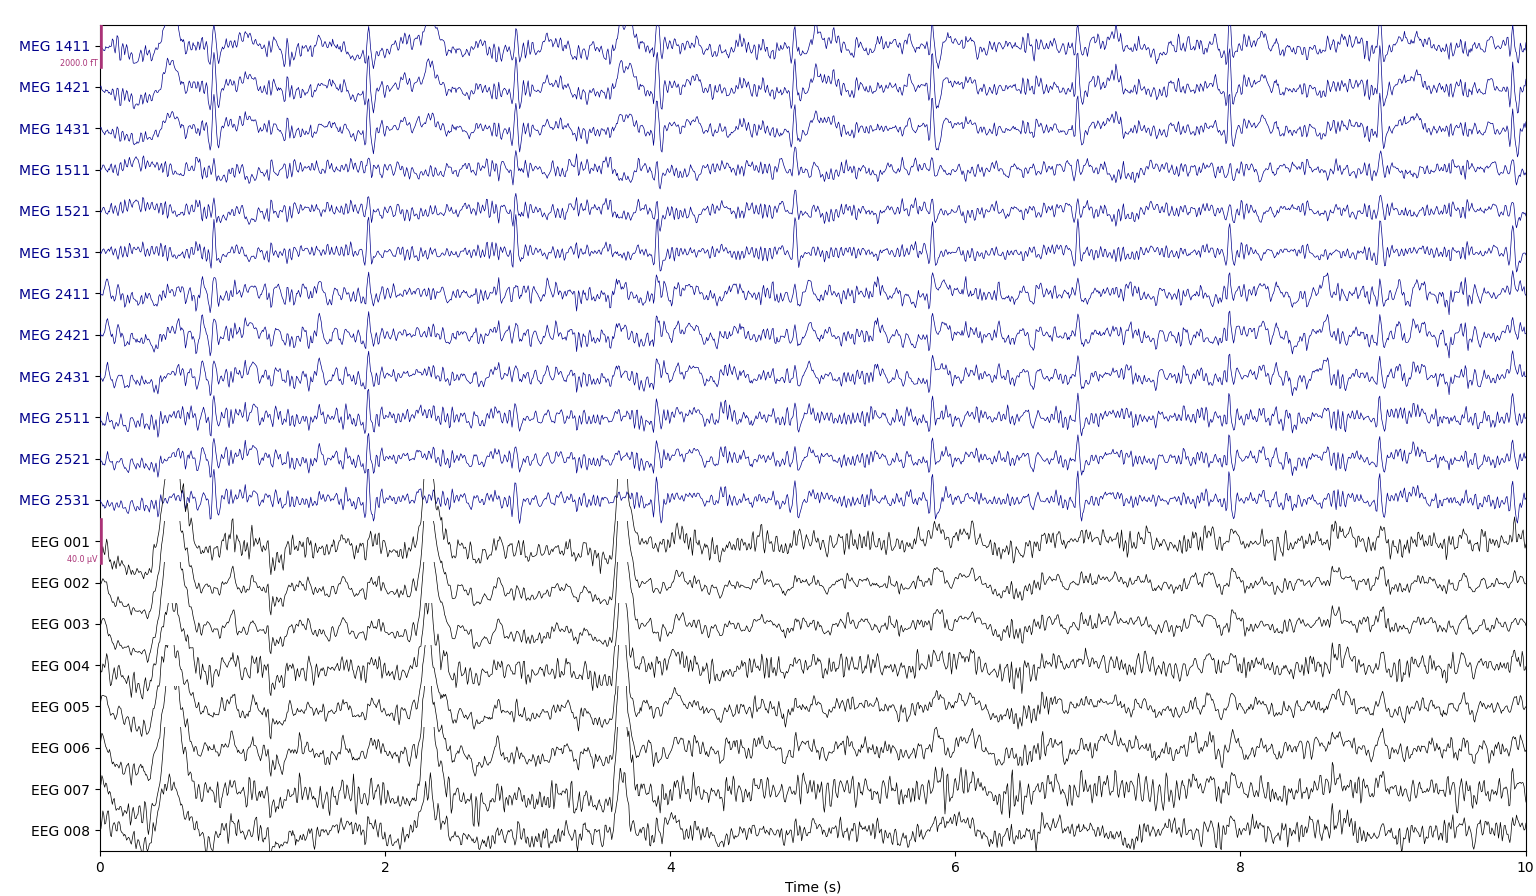 MEG 1411
2000.0 fT
MEG 1421
MEG 1431
MEG 1511
MEG 1521
MEG 1531
MEG 2411
MEG 2421
MEG 2431
MEG 2511
MEG 2521
MEG 2531
EEG 001
40.0 µV
EEG 002
EEG 003
EEG 004
EEG 005
EEG 006
EEG 007
EEG 008
0 2 4 6 8 10
Time (s)